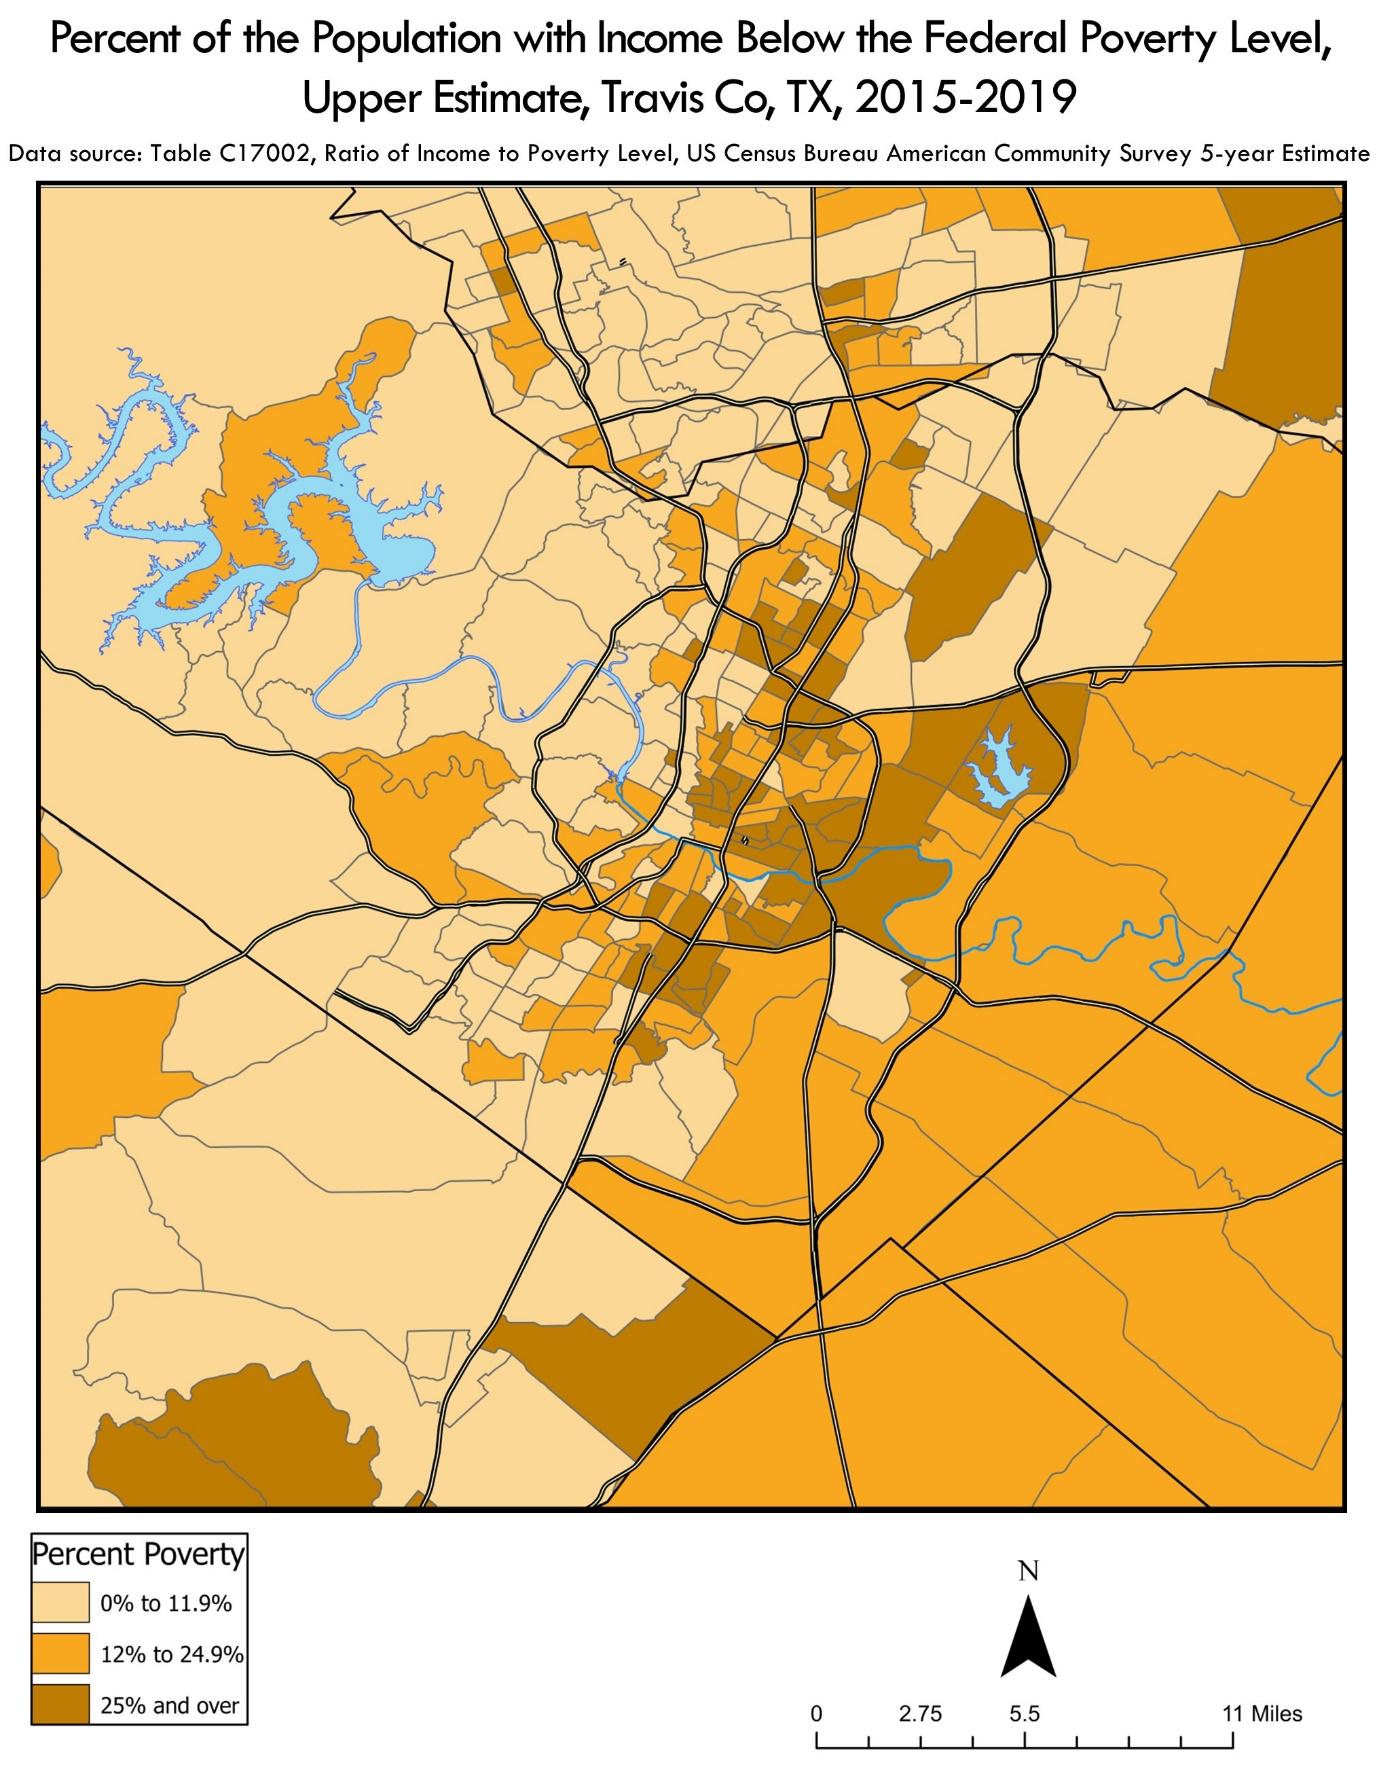 Percent of the Population with Income Below the Federal Poverty Level,
Upper Estimate, Travis Co, TX, 2015-2019
Data source: Table C17002, Ratio of Income to Poverty Level, US Census Bureau American Community Survey 5-year Estimate
Percent Poverty
0% to 11.9%
12% to 24.9%
25% and over
N
0 2.75 5.5 11 Miles